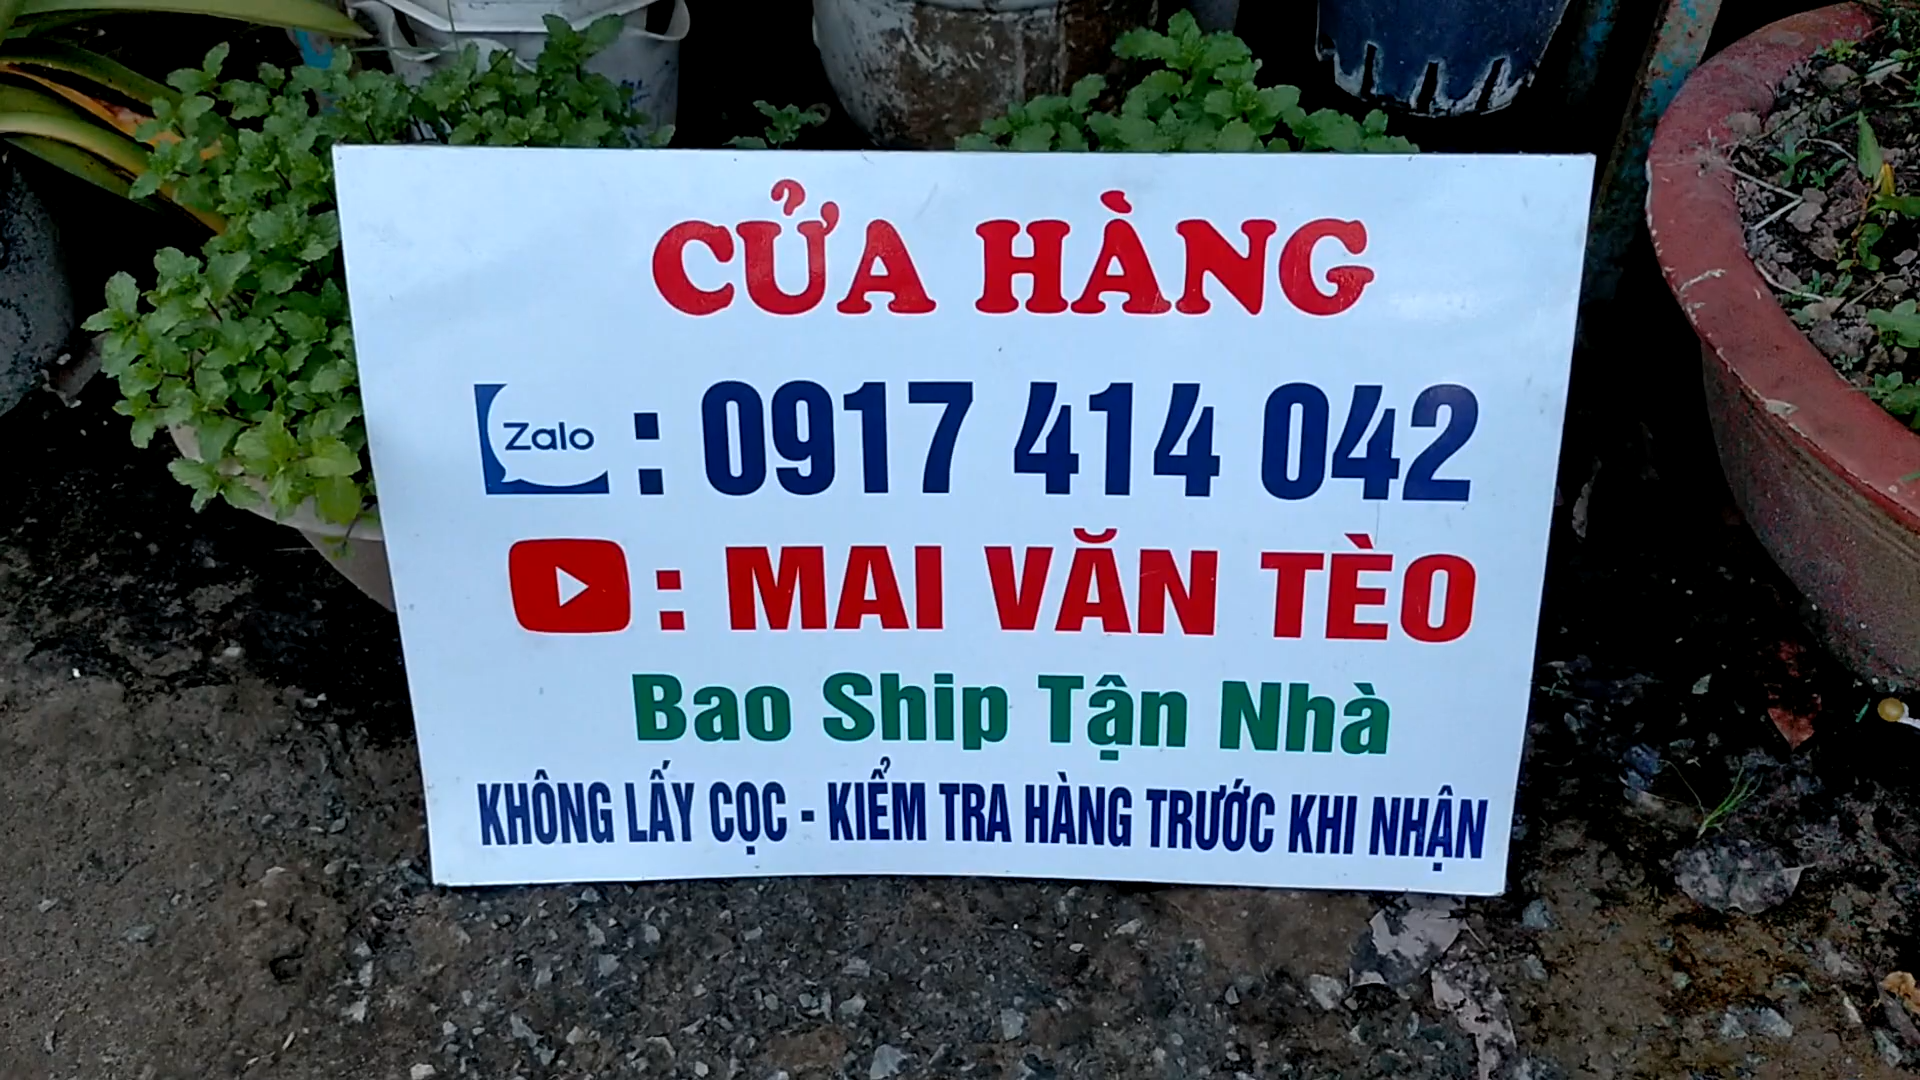 CỬA HÀNG
Zalo : 0917 414 042
: MAI VĂN TÈO
Bao Ship Tận Nhà
KHÔNG LẤY CỌC - KIỂM TRA HÀNG TRƯỚC KHI NHẬN